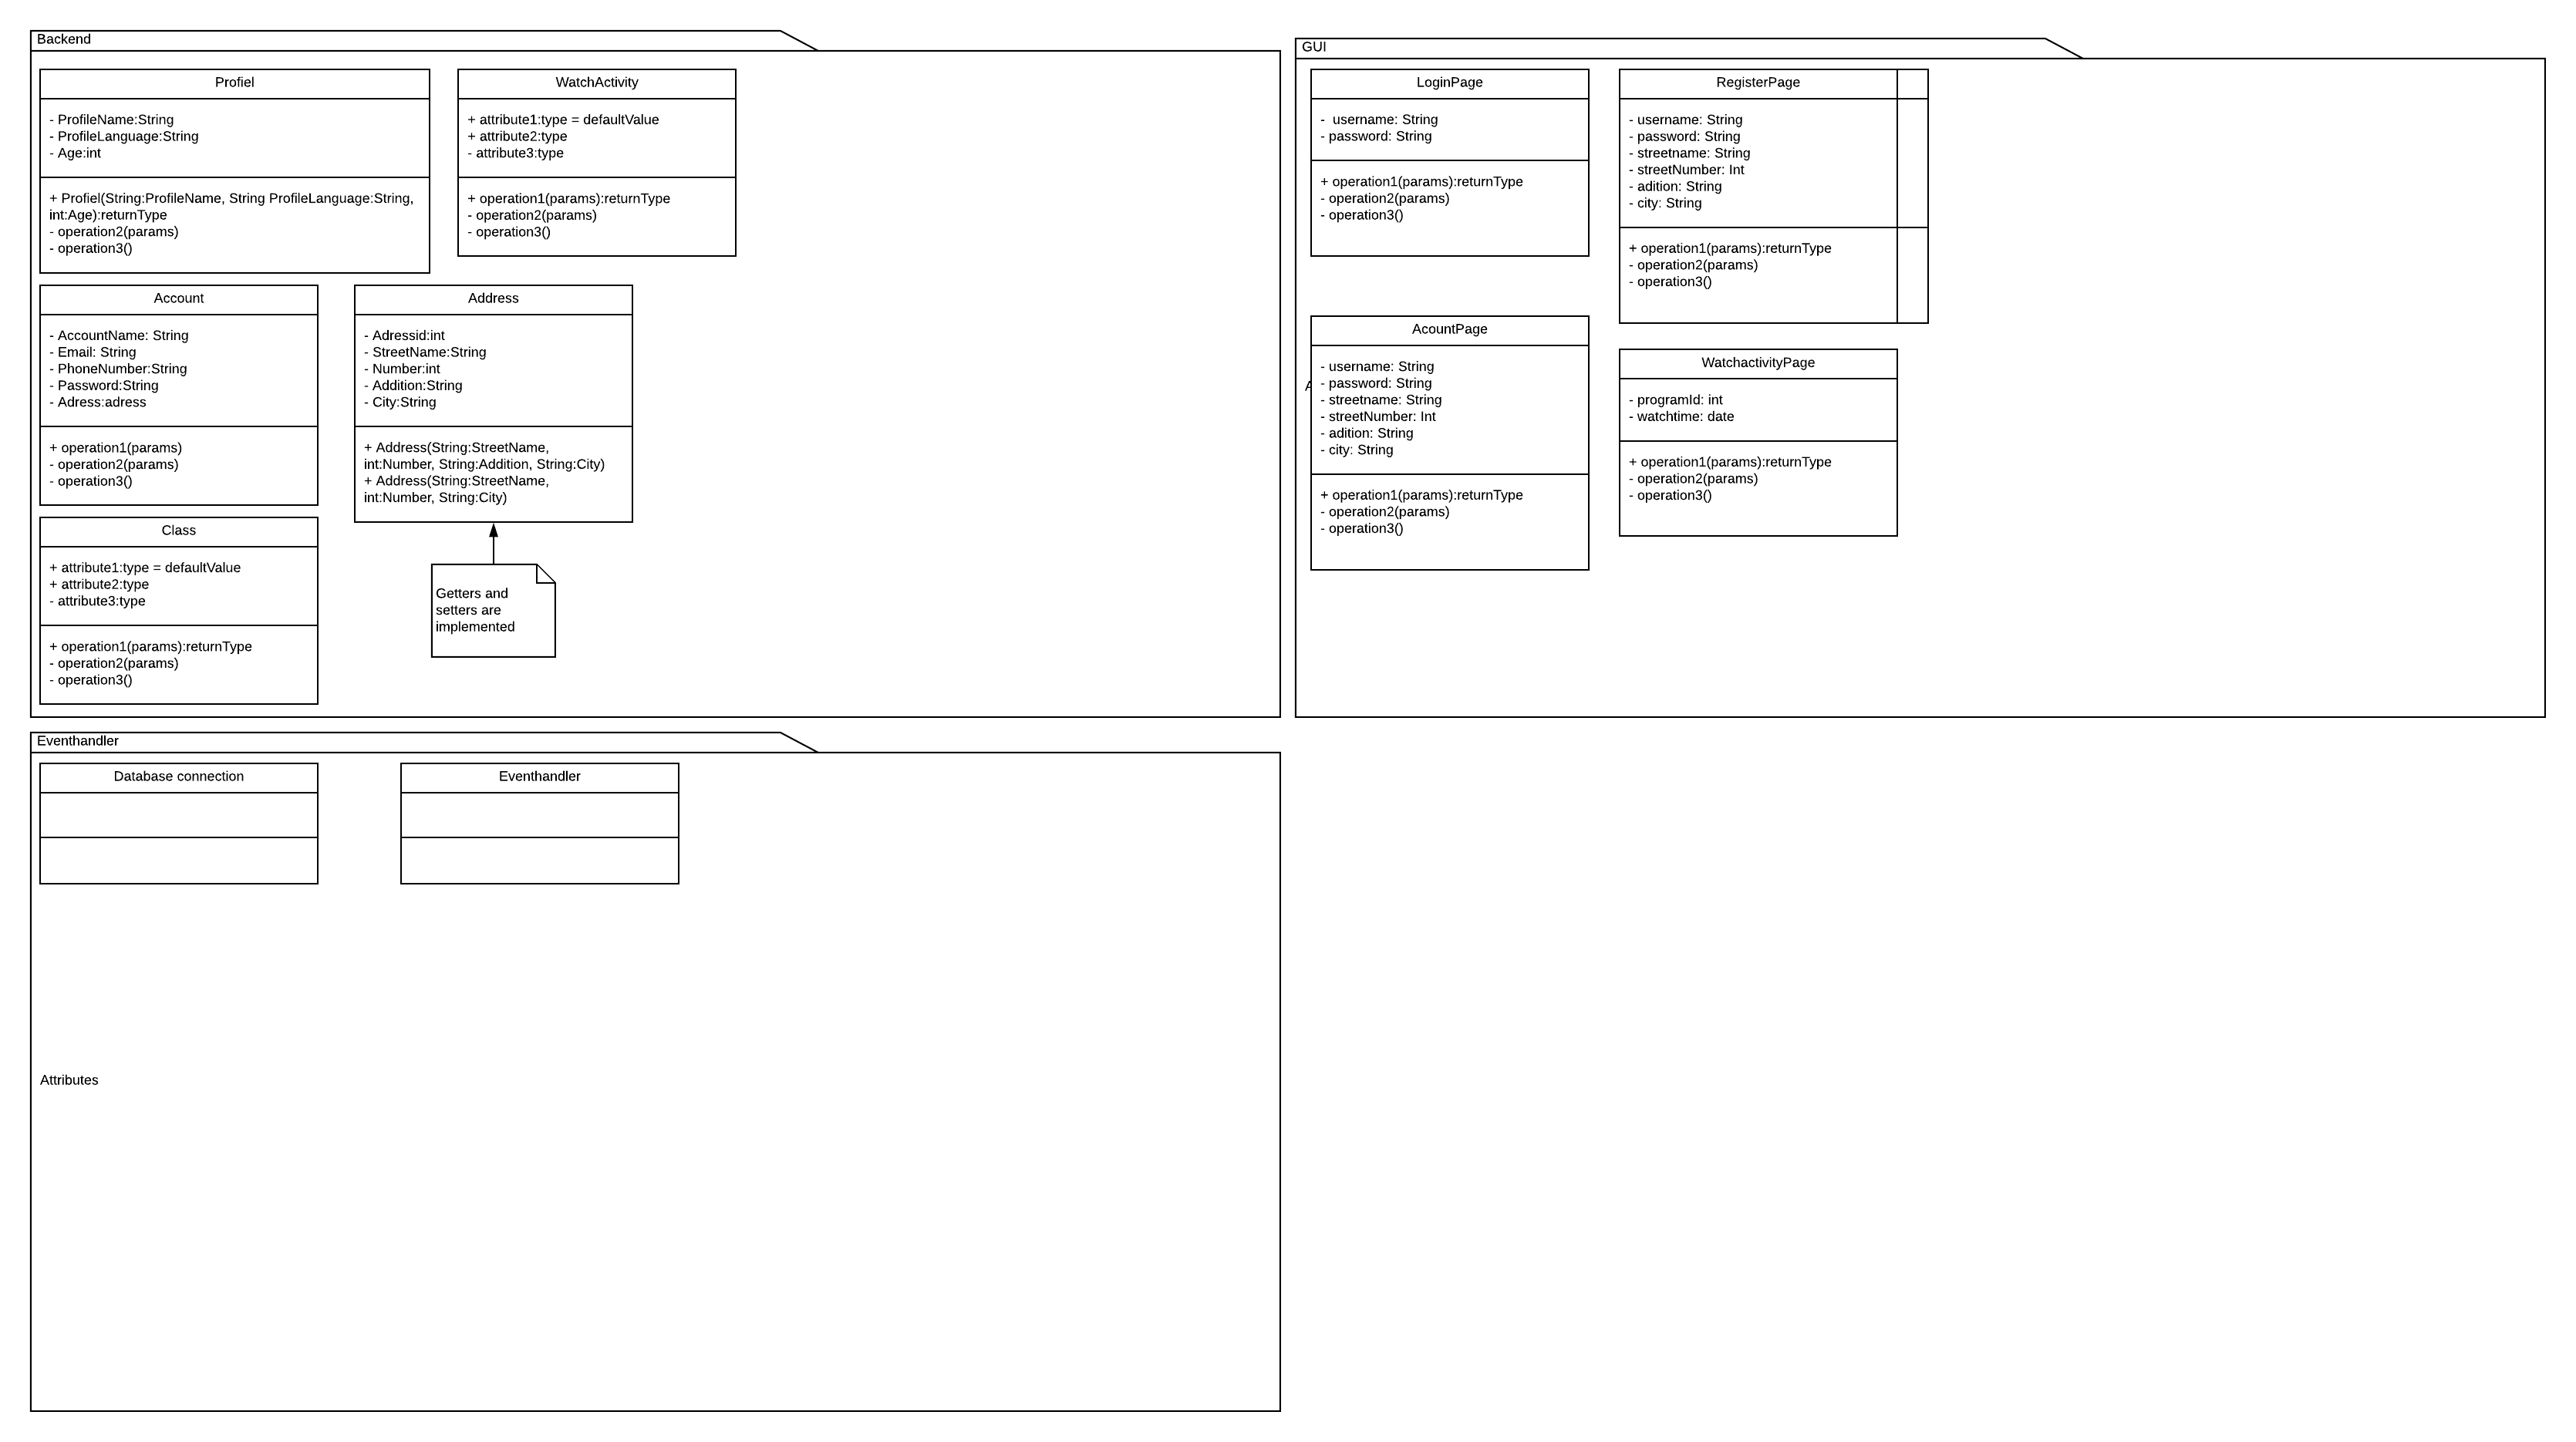 Backend
Profiel
- ProfileName:String
- ProfileLanguage:String
- Age:int
+ Profiel(String:ProfileName, String ProfileLanguage:String,
int:Age):returnType
- operation2(params)
- operation3()
WatchActivity
+ attribute1:type = defaultValue
+ attribute2:type
- attribute3:type
+ operation1(params):returnType
- operation2(params)
- operation3()
Account
- AccountName: String
- Email: String
- PhoneNumber:String
- Password:String
- Adress:adress
+ operation1(params)
- operation2(params)
- operation3()
Address
- Adressid:int
- StreetName:String
- Number:int
- Addition:String
- City:String
+ Address(String:StreetName,
int:Number, String:Addition, String:City)
+ Address(String:StreetName,
int:Number, String:City)
Class
+ attribute1:type = defaultValue
+ attribute2:type
- attribute3:type
+ operation1(params):returnType
- operation2(params)
- operation3()
Getters and
setters are
implemented
GUI
LoginPage
-  username: String
- password: String
+ operation1(params):returnType
- operation2(params)
- operation3()
RegisterPage
- username: String
- password: String
- streetname: String
- streetNumber: Int
- adition: String
- city: String
+ operation1(params):returnType
- operation2(params)
- operation3()
AcountPage
- username: String
- password: String
- streetname: String
- streetNumber: Int
- adition: String
- city: String
+ operation1(params):returnType
- operation2(params)
- operation3()
WatchactivityPage
- programId: int
- watchtime: date
+ operation1(params):returnType
- operation2(params)
- operation3()
Eventhandler
Database connection
Eventhandler
Attributes